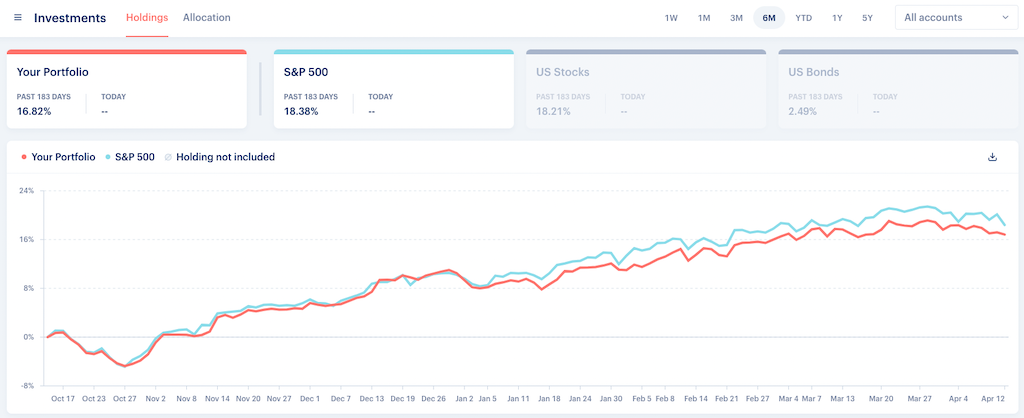 Investments Holdings Allocation 1W 1M 3M 6M YTD 1Y 5Y All accounts
Your Portfolio
PAST 183 DAYS TODAY
16.82% --
S&P 500
PAST 183 DAYS TODAY
18.38% --
US Stocks
PAST 183 DAYS TODAY
18.21% --
US Bonds
PAST 183 DAYS TODAY
2.49% --
Your Portfolio S&P 500 Holding not included
24%
16%
8%
0%
-8%
Oct 17 Oct 23 Oct 27 Nov 2 Nov 8 Nov 14 Nov 20 Nov 27 Dec 1 Dec 7 Dec 13 Dec 19 Dec 26 Jan 2 Jan 5 Jan 11 Jan 18 Jan 24 Jan 30 Feb 5 Feb 8 Feb 14 Feb 21 Feb 27 Mar 4 Mar 7 Mar 13 Mar 20 Mar 27 Apr 4 Apr 12